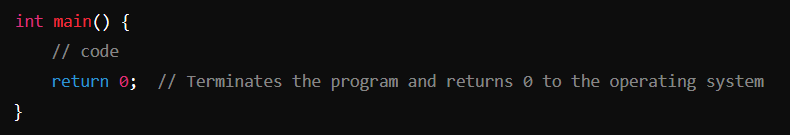 int main() {
    // code
    return 0;  // Terminates the program and returns 0 to the operating system
}